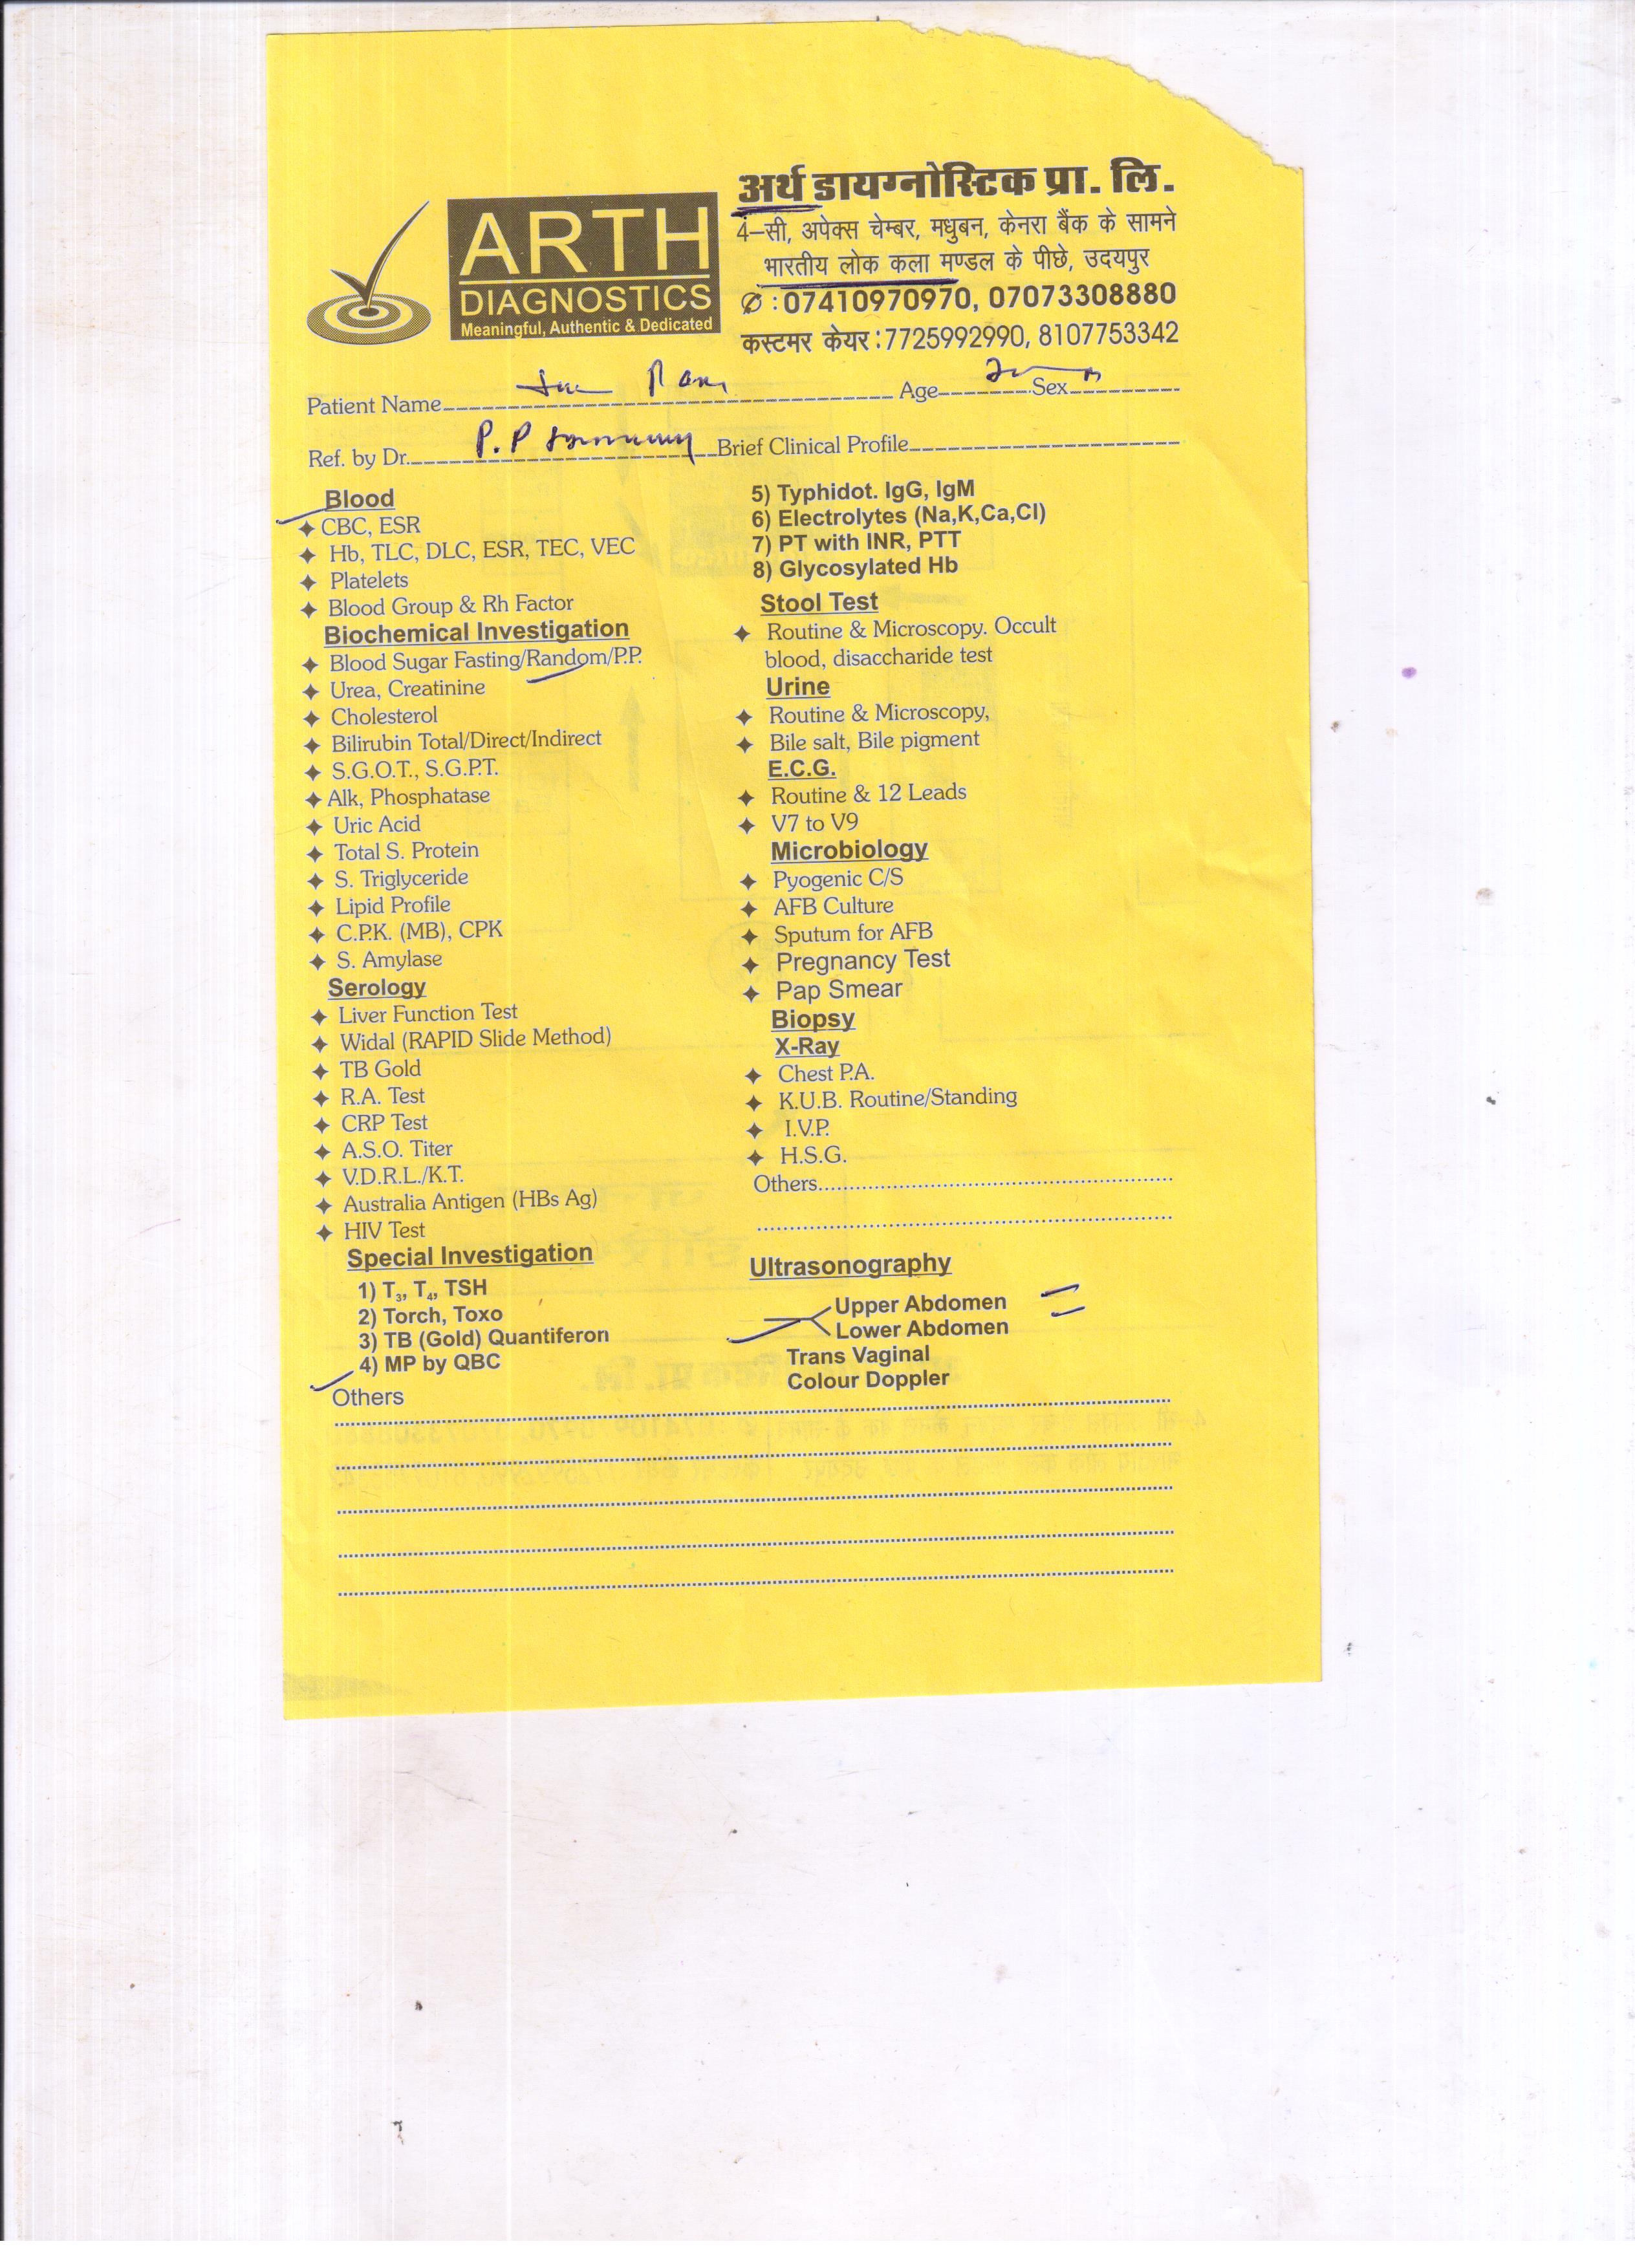 अर्थ डायग्नोस्टिक प्रा. लि.
ARTH
DIAGNOSTICS
Meaningful, Authentic & Dedicated
4–सी, अपेक्स चेम्बर, मधुबन, केनरा बैंक के सामने
भारतीय लोक कला मण्डल के पीछे, उदयपुर
✆ : 07410970970, 07073308880
कस्टमर केयर : 7725992990, 8107753342
Patient Name Age Sex
Ref. by Dr. P. P Brief Clinical Profile
Blood
CBC, ESR
Hb, TLC, DLC, ESR, TEC, VEC
Platelets
Blood Group & Rh Factor
Biochemical Investigation
Blood Sugar Fasting/Random/P.P.
Urea, Creatinine
Cholesterol
Bilirubin Total/Direct/Indirect
S.G.O.T., S.G.P.T.
Alk, Phosphatase
Uric Acid
Total S. Protein
S. Triglyceride
Lipid Profile
C.P.K. (MB), CPK
S. Amylase
Serology
Liver Function Test
Widal (RAPID Slide Method)
TB Gold
R.A. Test
CRP Test
A.S.O. Titer
V.D.R.L./K.T.
Australia Antigen (HBs Ag)
HIV Test
Special Investigation
1) T3, T4, TSH
2) Torch, Toxo
3) TB (Gold) Quantiferon
4) MP by QBC
Others
5) Typhidot. IgG, IgM
6) Electrolytes (Na,K,Ca,Cl)
7) PT with INR, PTT
8) Glycosylated Hb
Stool Test
Routine & Microscopy. Occult
blood, disaccharide test
Urine
Routine & Microscopy,
Bile salt, Bile pigment
E.C.G.
Routine & 12 Leads
V7 to V9
Microbiology
Pyogenic C/S
AFB Culture
Sputum for AFB
Pregnancy Test
Pap Smear
Biopsy
X-Ray
Chest P.A.
K.U.B. Routine/Standing
I.V.P.
H.S.G.
Others
Ultrasonography
Upper Abdomen
Lower Abdomen
Trans Vaginal
Colour Doppler